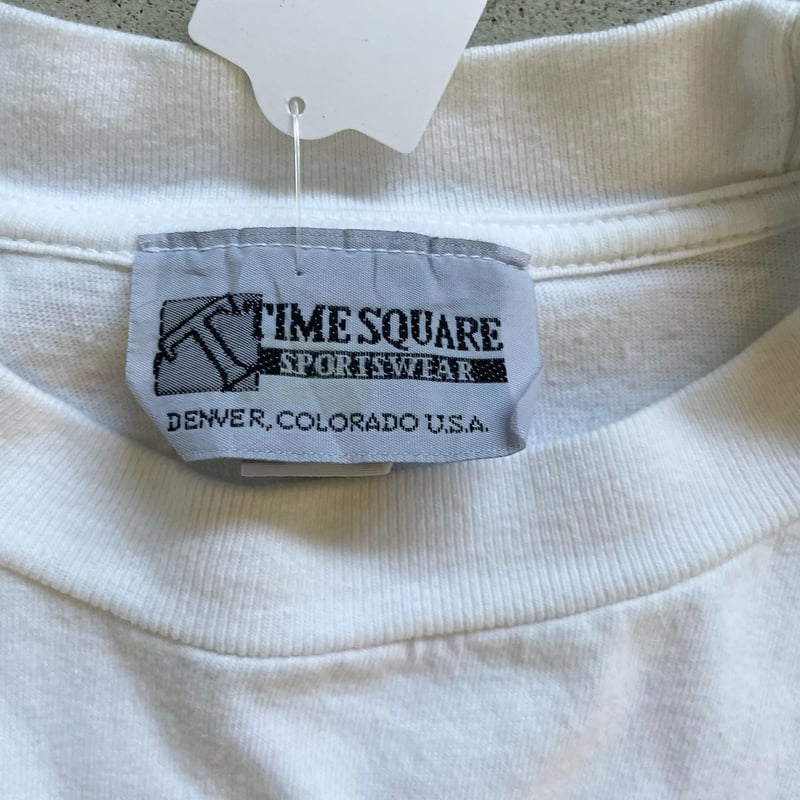 T
TIME SQUARE
SPORTSWEAR
DENVER, COLORADO U.S.A.